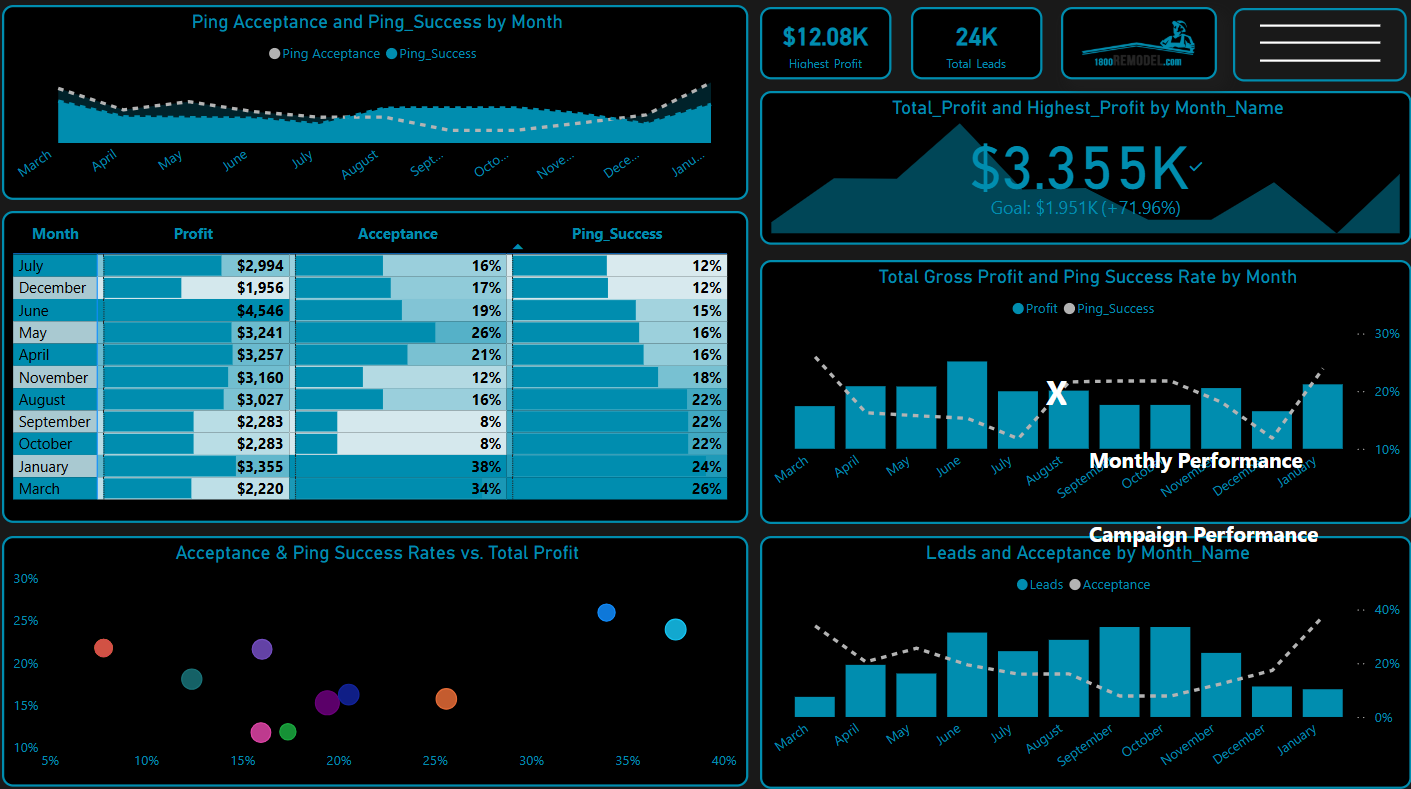 Ping Acceptance and Ping_Success by Month
Ping Acceptance Ping_Success
March April May June July August Sept... Octo... Nove... Dece... Janu...
$12.08K
Highest Profit
24K
Total Leads
1800REMODEL.com
Total_Profit and Highest_Profit by Month_Name
$3.355K
Goal: $1.951K (+71.96%)
Month Profit Acceptance Ping_Success
July $2,994 16% 12%
December $1,956 17% 12%
June $4,546 19% 15%
May $3,241 26% 16%
April $3,257 21% 16%
November $3,160 12% 18%
August $3,027 16% 22%
September $2,283 8% 22%
October $2,283 8% 22%
January $3,355 38% 24%
March $2,220 34% 26%
Total Gross Profit and Ping Success Rate by Month
Profit Ping_Success
30%
20%
10%
X
March April May June July August September October November December January
Monthly Performance
Campaign Performance
Acceptance & Ping Success Rates vs. Total Profit
30%
25%
20%
15%
10%
5% 10% 15% 20% 25% 30% 35% 40%
Leads and Acceptance by Month_Name
Leads Acceptance
40%
20%
0%
March April May June July August September October November December January